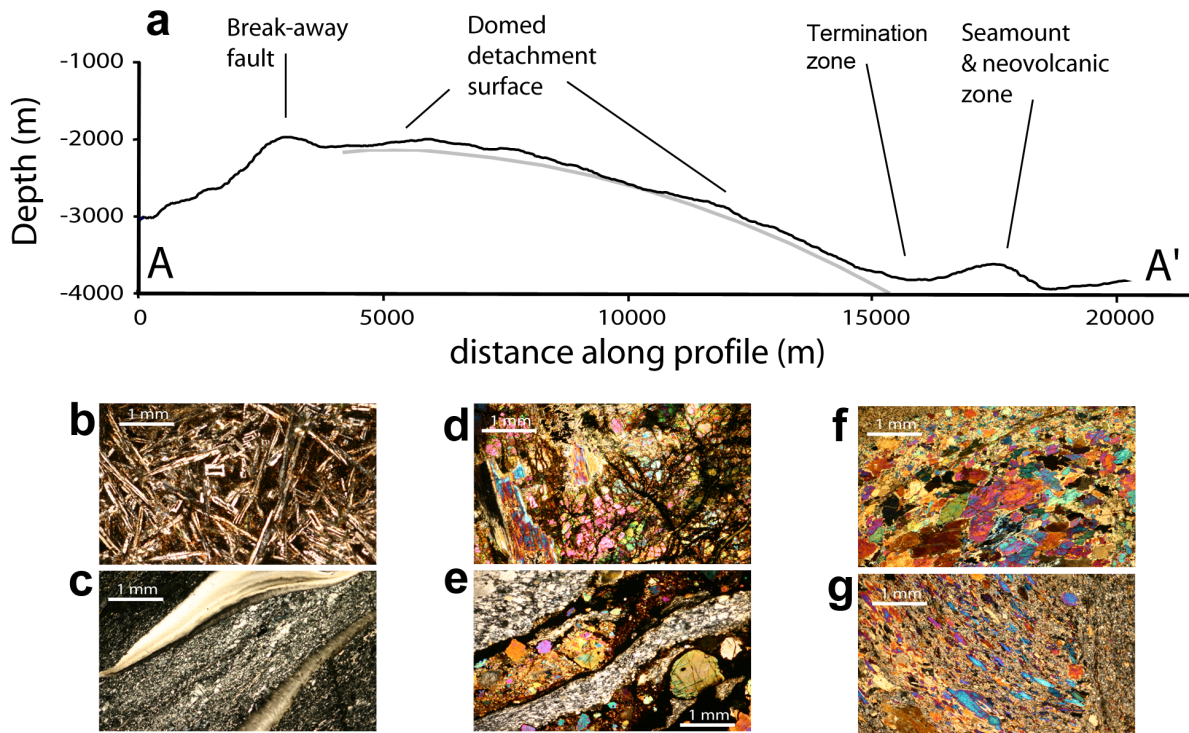 a
Break-away
fault
Domed
detachment
surface
Termination
zone
Seamount
& neovolcanic
zone
Depth (m)
-1000
-2000
-3000
-4000
A
A'
0
5000
10000
15000
20000
distance along profile (m)
b
1 mm
c
1 mm
d
1 mm
e
1 mm
f
1 mm
g
1 mm